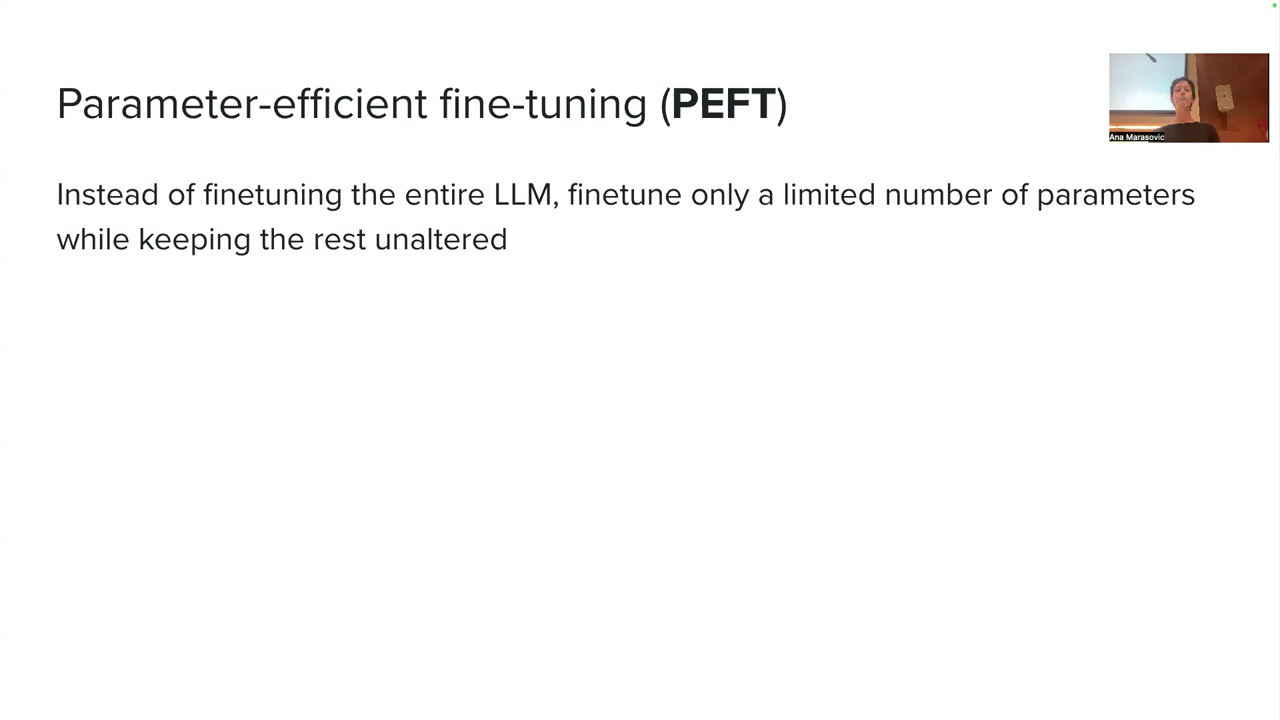 Parameter-efficient fine-tuning (PEFT)
Ana Marasovic
Instead of finetuning the entire LLM, finetune only a limited number of parameters
while keeping the rest unaltered